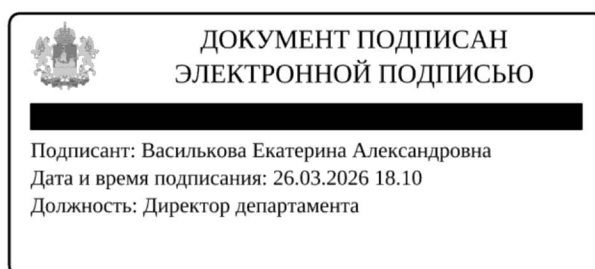 ДОКУМЕНТ ПОДПИСАН
ЭЛЕКТРОННОЙ ПОДПИСЬЮ
Подписант: Василькова Екатерина Александровна
Дата и время подписания: 26.03.2026 18.10
Должность: Директор департамента